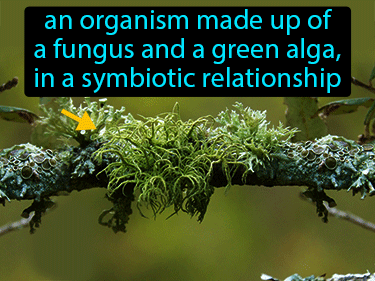 an organism made up of
a fungus and a green alga,
in a symbiotic relationship